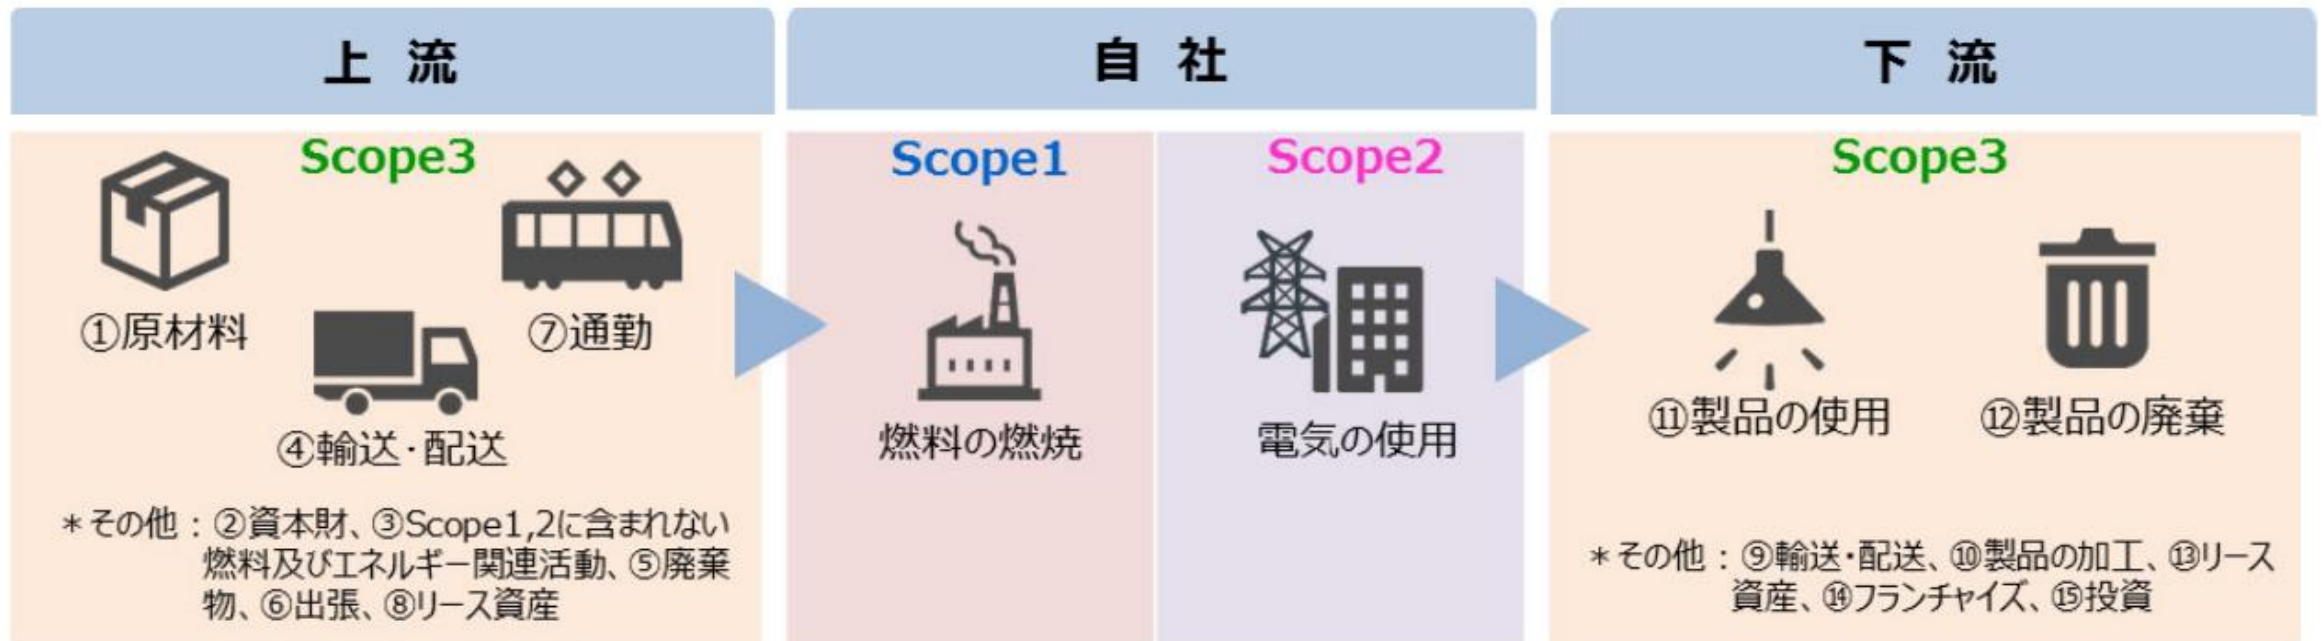 上 流
自 社
下 流
Scope3
①原材料
④輸送・配送
⑦通勤
＊その他：②資本財、③Scope1,2に含まれない
燃料及びエネルギー関連活動、⑤廃棄
物、⑥出張、⑧リース資産
Scope1
燃料の燃焼
Scope2
電気の使用
Scope3
⑪製品の使用
⑫製品の廃棄
＊その他：⑨輸送・配送、⑩製品の加工、⑬リース
資産、⑭フランチャイズ、⑮投資